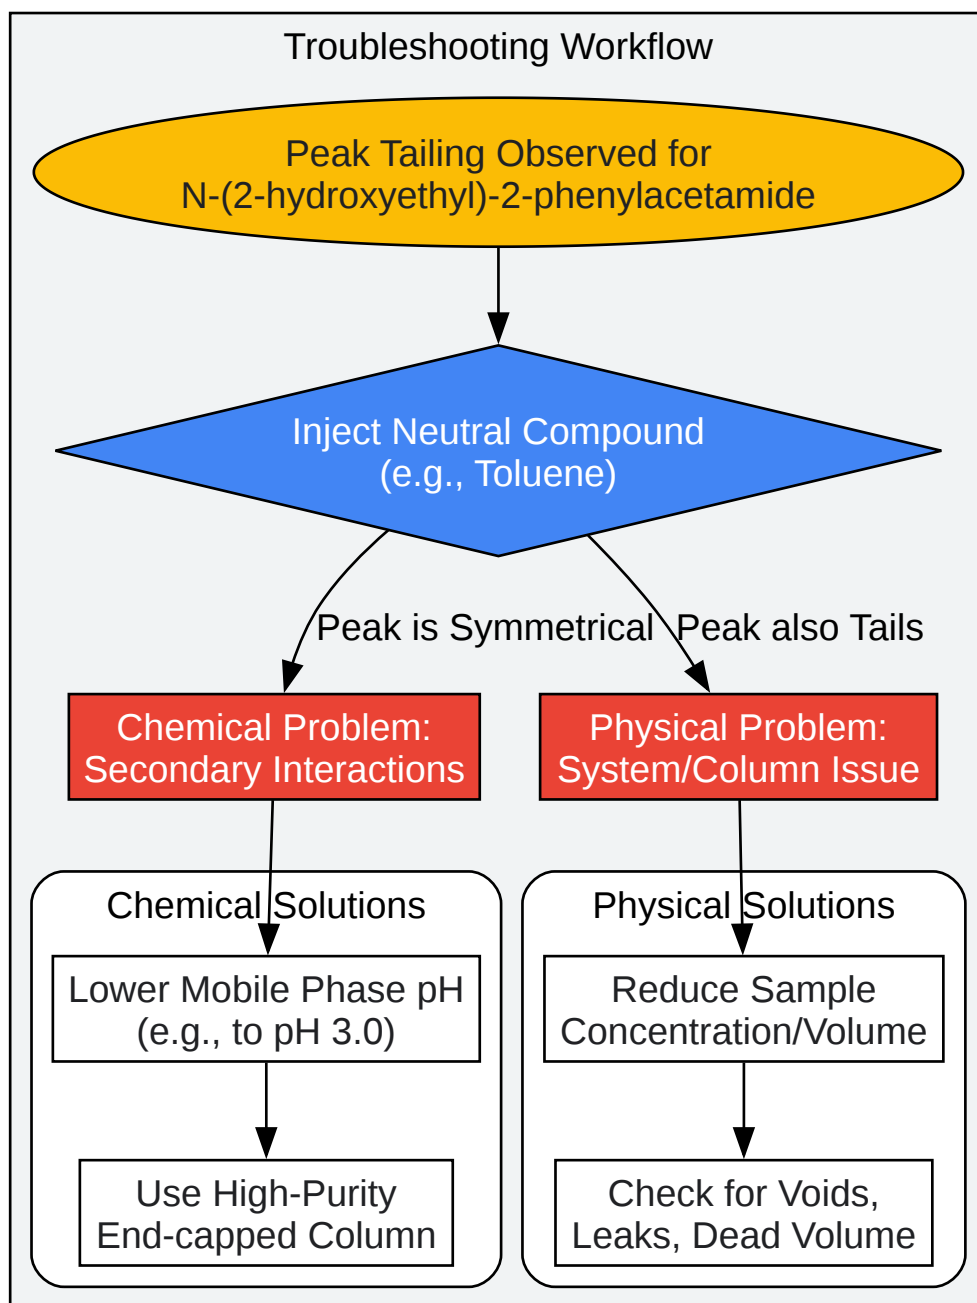 Troubleshooting Workflow
Peak Tailing Observed for
N-(2-hydroxyethyl)-2-phenylacetamide
Inject Neutral Compound
(e.g., Toluene)
Peak is Symmetrical
Peak also Tails
Chemical Problem:
Secondary Interactions
Physical Problem:
System/Column Issue
Chemical Solutions
Lower Mobile Phase pH
(e.g., to pH 3.0)
Use High-Purity
End-capped Column
Physical Solutions
Reduce Sample
Concentration/Volume
Check for Voids,
Leaks, Dead Volume